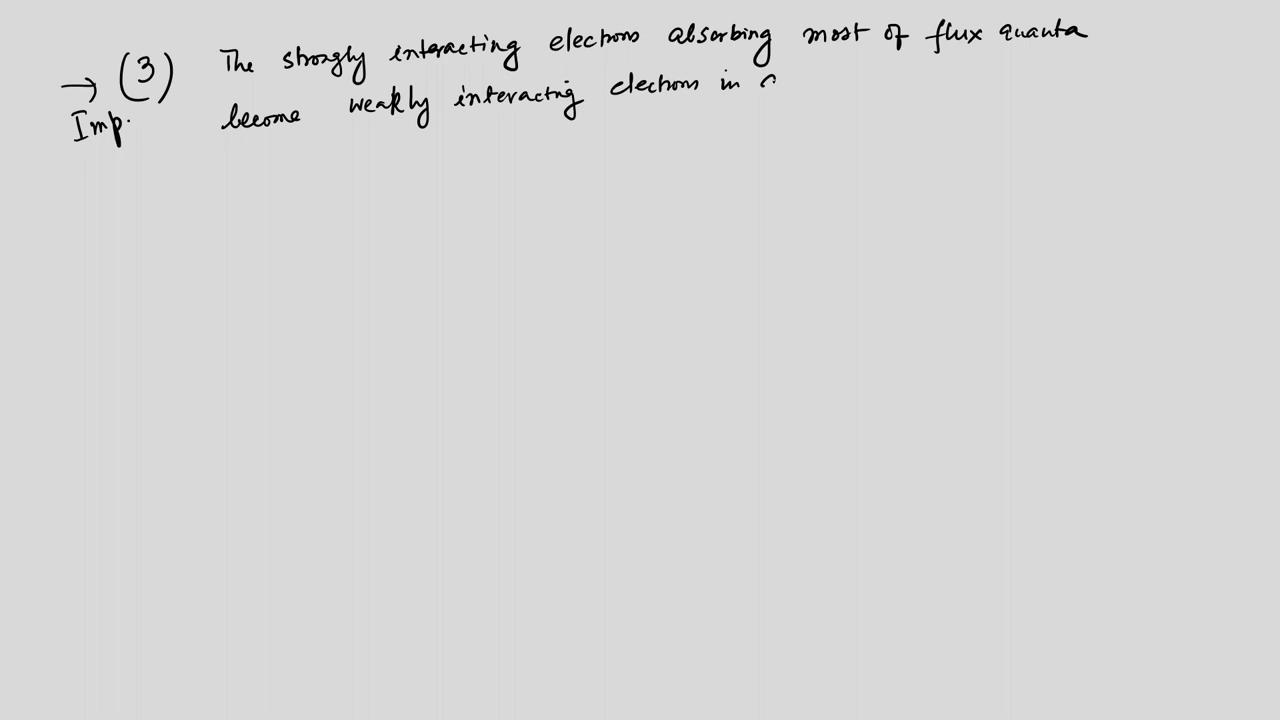 → (3) The strongly interacting electrons absorbing most of flux quanta
Imp. become weakly interacting electrons in